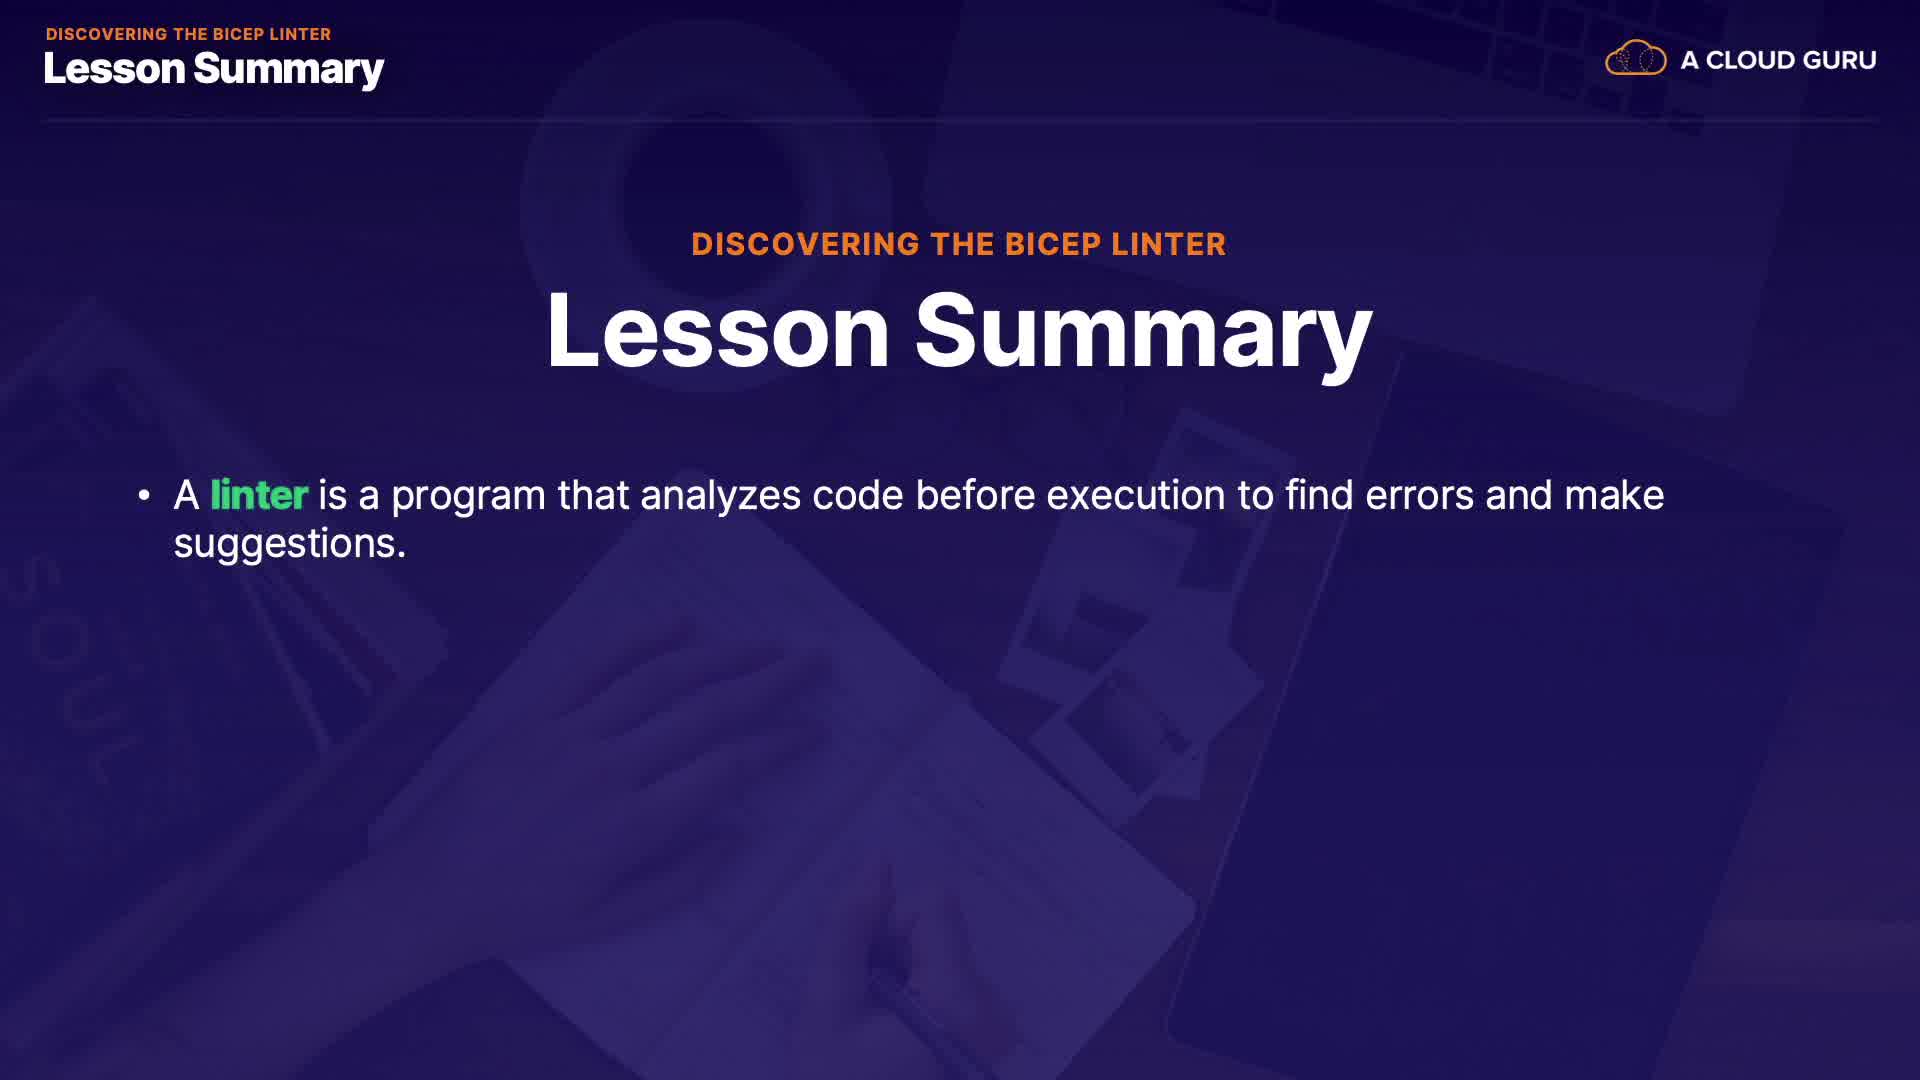 DISCOVERING THE BICEP LINTER
Lesson Summary
A CLOUD GURU
DISCOVERING THE BICEP LINTER
Lesson Summary
• A linter is a program that analyzes code before execution to find errors and make
suggestions.
SOUL